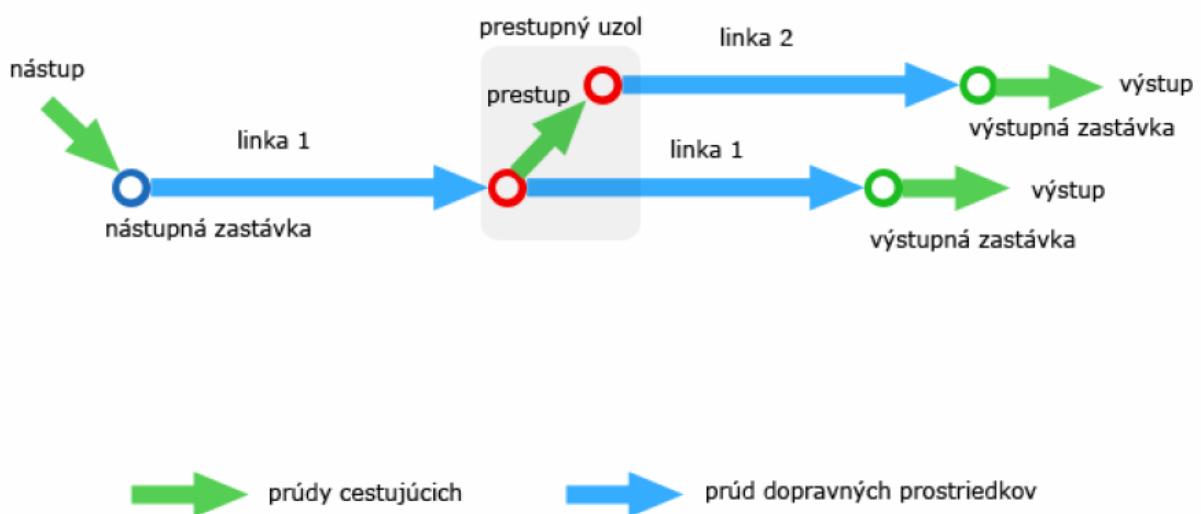 prestupný uzol
linka 2
nástup
prestup
výstup
linka 1
výstupná zastávka
linka 1
výstup
nástupná zastávka
výstupná zastávka
prúdy cestujúcich
prúd dopravných prostriedkov